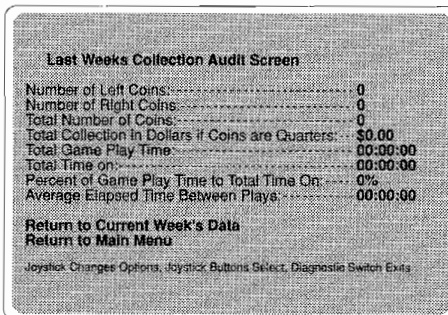 Last Weeks Collection Audit Screen
Number of Left Coins: 0
Number of Right Coins: 0
Total Number of Coins: 0
Total Collection in Dollars if Coins are Quarters: $0.00
Total Game Play Time: 00:00:00
Total Time on: 00:00:00
Percent of Game Play Time to Total Time On: 0%
Average Elapsed Time Between Plays: 00:00:00
Return to Current Week's Data
Return to Main Menu
Joystick Changes Options, Joystick Buttons Select, Diagnostic Switch Exits